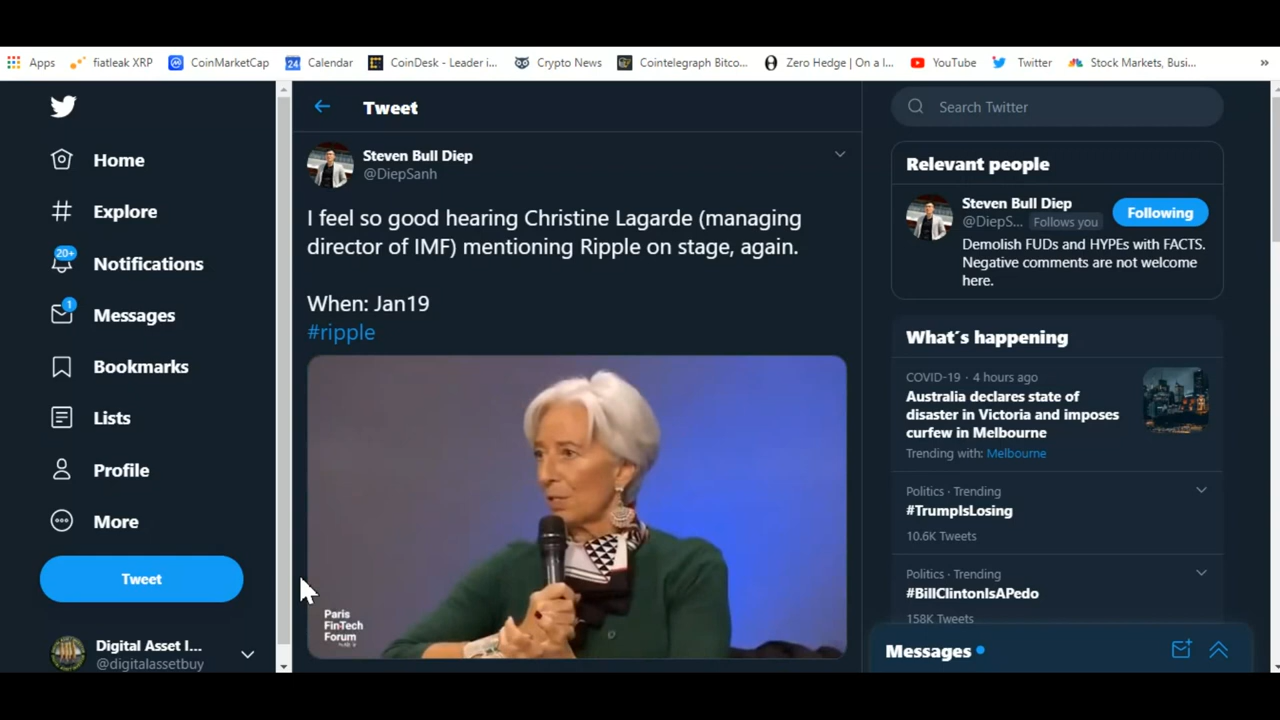 Apps fiatleak XRP CoinMarketCap Calendar CoinDesk - Leader i... Crypto News Cointelegraph Bitco... Zero Hedge | On a l... YouTube Twitter Stock Markets, Busi... »
Home
Explore
20+
Notifications
1
Messages
Bookmarks
Lists
Profile
More
Tweet
Digital Asset I...
@digitalassetbuy
Tweet
Steven Bull Diep
@DiepSanh
I feel so good hearing Christine Lagarde (managing
director of IMF) mentioning Ripple on stage, again.
When: Jan19
#ripple
Paris
FinTech
Forum
Search Twitter
Relevant people
Steven Bull Diep
@DiepS... Follows you
Following
Demolish FUDs and HYPEs with FACTS.
Negative comments are not welcome
here.
What´s happening
COVID-19 · 4 hours ago
Australia declares state of
disaster in Victoria and imposes
curfew in Melbourne
Trending with: Melbourne
Politics · Trending
#TrumpIsLosing
10.6K Tweets
Politics · Trending
#BillClintonIsAPedo
158K Tweets
Messages